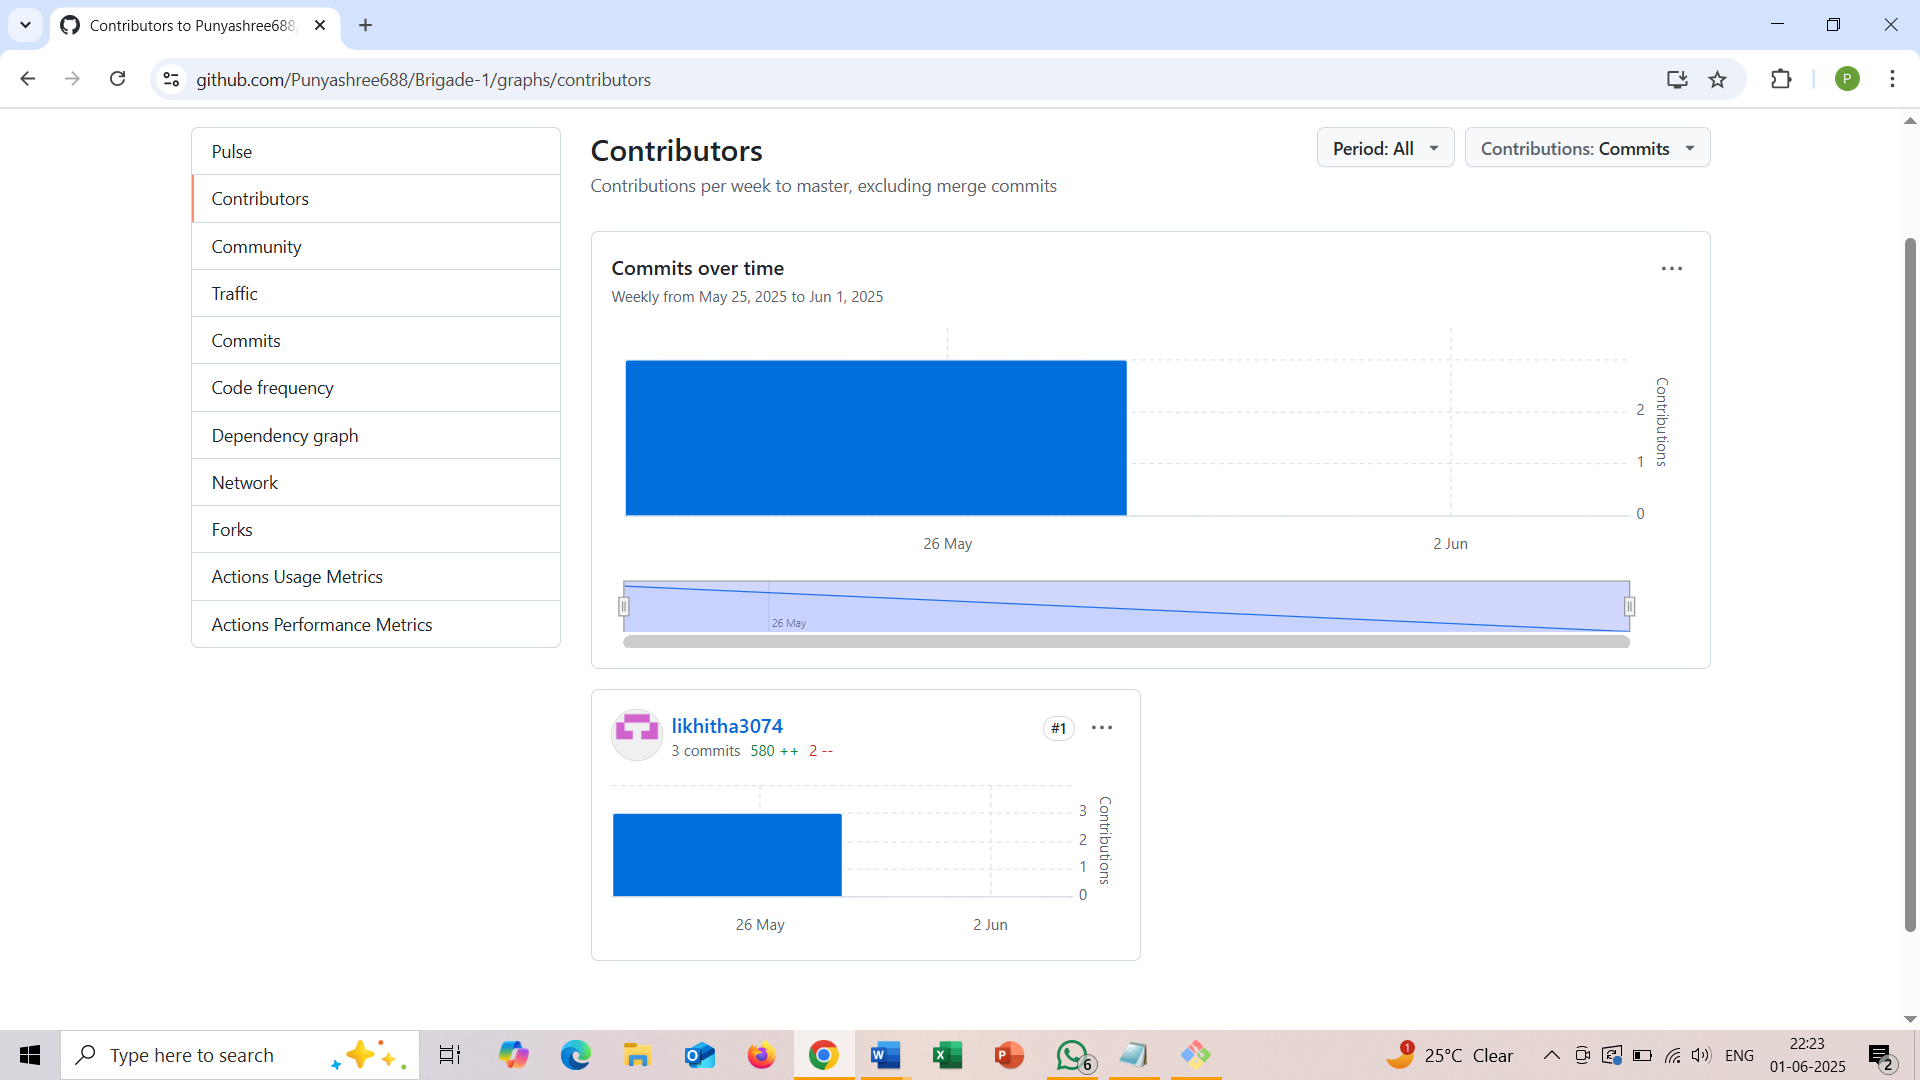 Contributors to Punyashree688/
github.com/Punyashree688/Brigade-1/graphs/contributors
P
Pulse
Contributors
Community
Traffic
Commits
Code frequency
Dependency graph
Network
Forks
Actions Usage Metrics
Actions Performance Metrics
Contributors
Period: All
Contributions: Commits
Contributions per week to master, excluding merge commits
Commits over time
Weekly from May 25, 2025 to Jun 1, 2025
2
1
0
Contributions
26 May
2 Jun
26 May
likhitha3074
#1
3 commits 580 ++ 2 --
3
2
1
0
Contributions
26 May
2 Jun
Type here to search
6
1
25°C Clear
ENG
22:23
01-06-2025
2